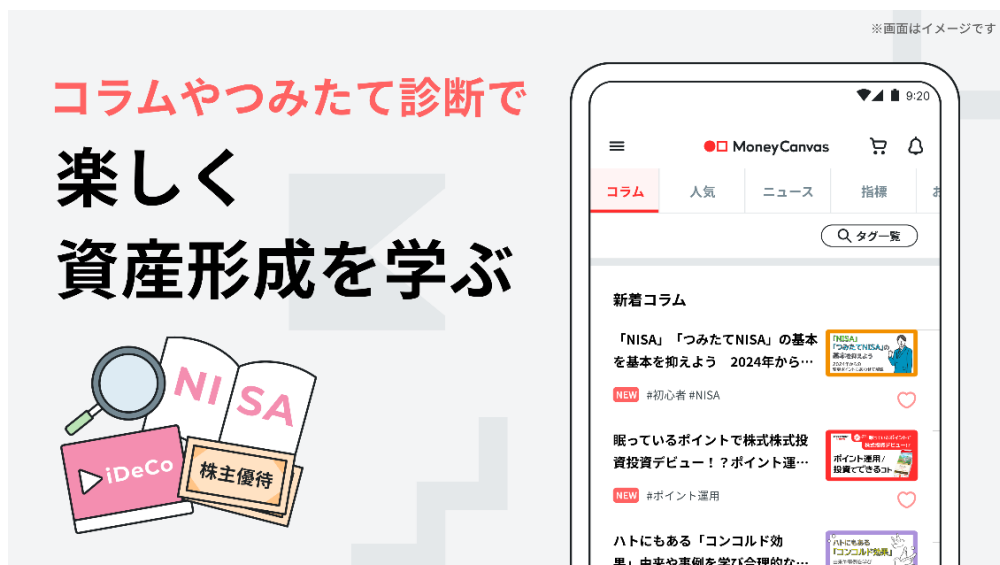 ※画面はイメージです
コラムやつみたて診断で
楽しく
資産形成を学ぶ
NISA
iDeCo
株主優待
9:20
MoneyCanvas
コラム
人気
ニュース
指標
お
タグ一覧
新着コラム
「NISA」「つみたてNISA」の基本
を基本を抑えよう　2024年から…
NEW #初心者 #NISA
「NISA」
「つみたてNISA」の
基本を抑えよう
2024年からの
眠っているポイントで株式株式投
資投資デビュー！？ポイント運…
NEW #ポイント運用
ポイント運用/
投資でできるコト
ハトにもある「コンコルド効
果」由来や事例を学び合理的な…
ハトにもある
「コンコルド効果」